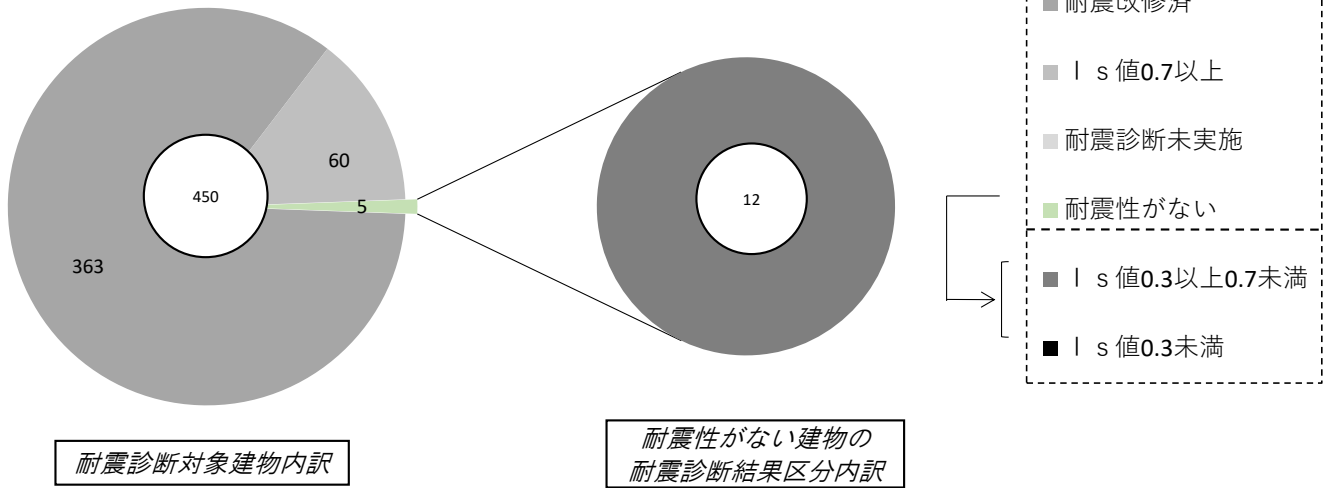 耐震改修済
Ｉｓ値0.7以上
耐震診断未実施
耐震性がない
Ｉｓ値0.3以上0.7未満
Ｉｓ値0.3未満
60
450
5
363
12
耐震診断対象建物内訳
耐震性がない建物の
耐震診断結果区分内訳